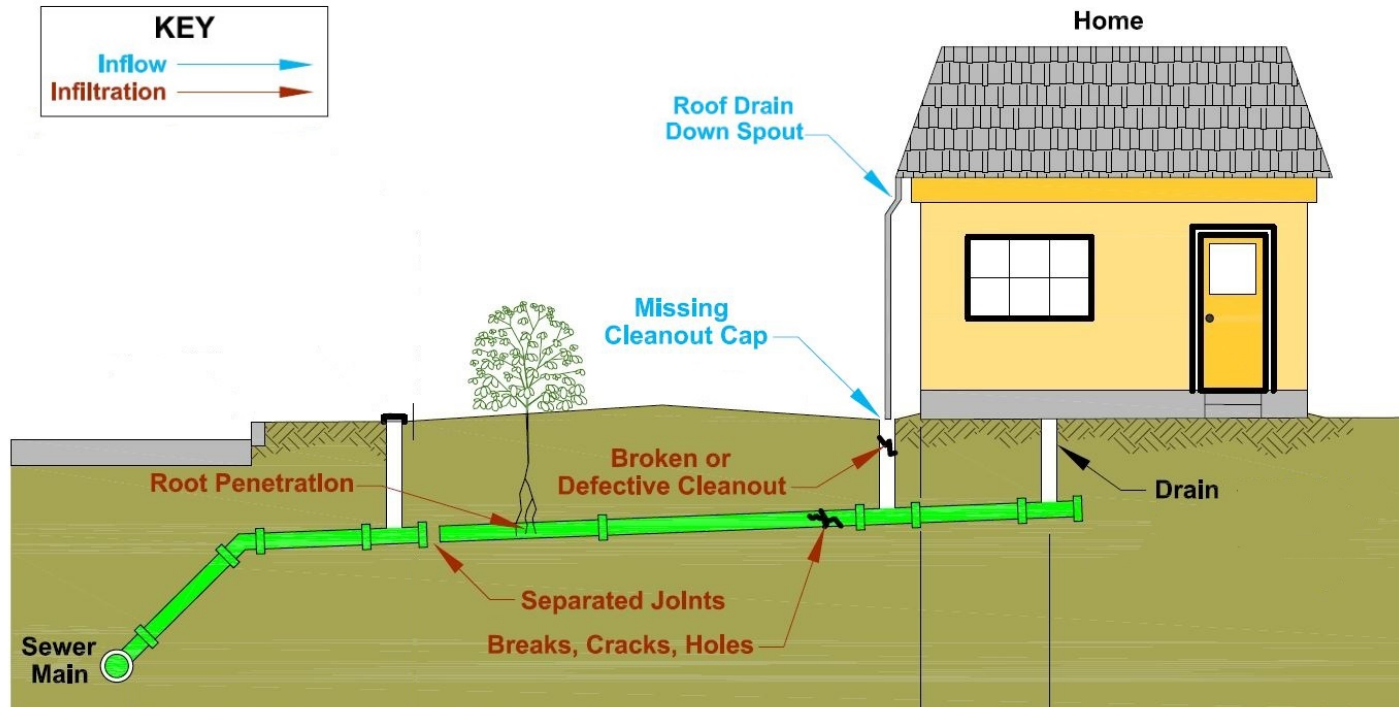 KEY
Inflow
Infiltration
Home
Roof Drain
Down Spout
Missing
Cleanout Cap
Broken or
Defective Cleanout
Root Penetration
Drain
Separated Joints
Breaks, Cracks, Holes
Sewer
Main